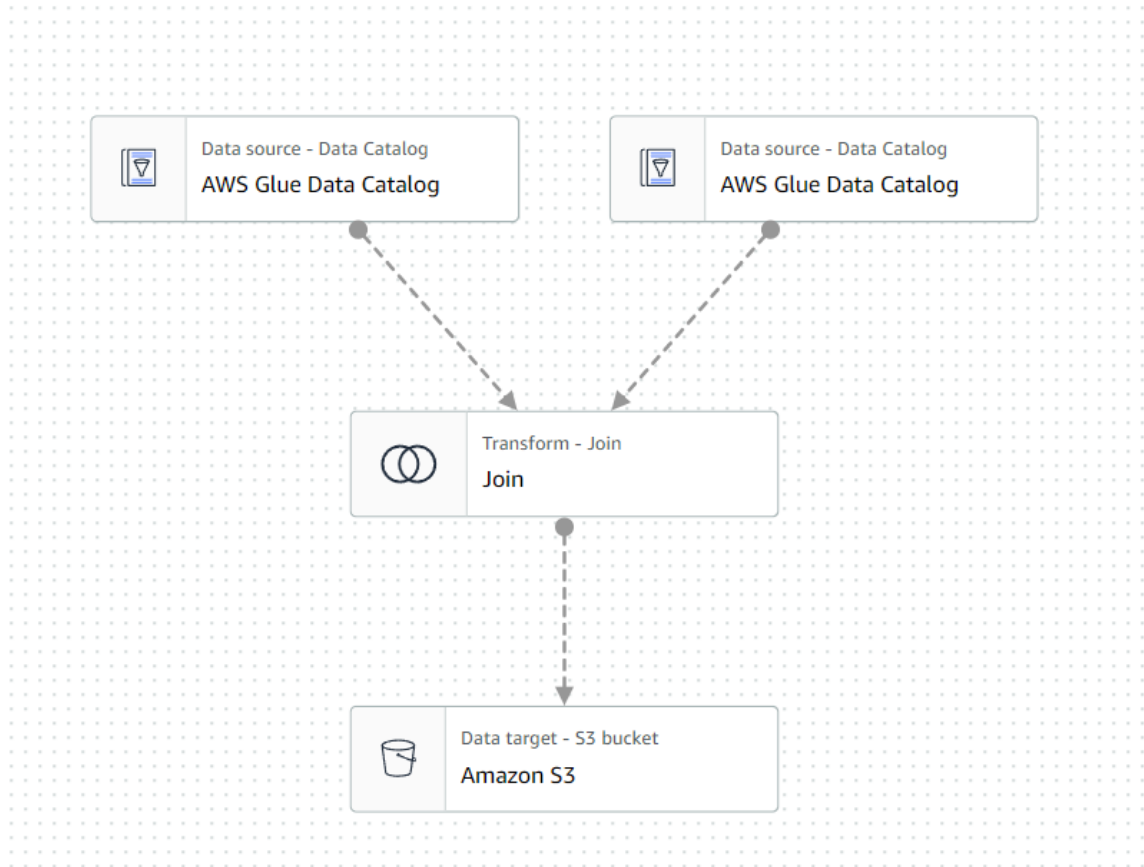 Data source - Data Catalog
AWS Glue Data Catalog
Data source - Data Catalog
AWS Glue Data Catalog
Transform - Join
Join
Data target - S3 bucket
Amazon S3